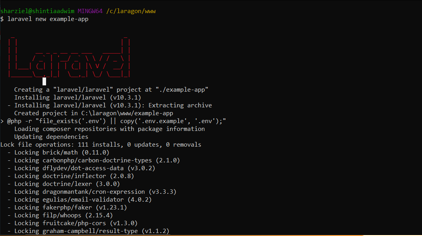 sharziel@shintiaadwim MINGW64 /c/laragon/www
$ laravel new example-app
Laravel
Creating a "laravel/laravel" project at "./example-app"
- Installing laravel/laravel (v10.3.1)
- Installing laravel/laravel (v10.3.1): Extracting archive
Created project in C:\laragon\www/example-app
> @php -r "file_exists('.env') || copy('.env.example', '.env');"
Loading composer repositories with package information
Updating dependencies
Lock file operations: 111 installs, 0 updates, 0 removals
- Locking brick/math (0.11.0)
- Locking carbonphp/carbon-doctrine-types (2.1.0)
- Locking dflydev/dot-access-data (v3.0.2)
- Locking doctrine/inflector (2.0.8)
- Locking doctrine/lexer (3.0.0)
- Locking dragonmantank/cron-expression (v3.3.3)
- Locking egulias/email-validator (4.0.2)
- Locking fakerphp/faker (v1.23.1)
- Locking filp/whoops (2.15.4)
- Locking fruitcake/php-cors (v1.3.0)
- Locking graham-campbell/result-type (v1.1.2)